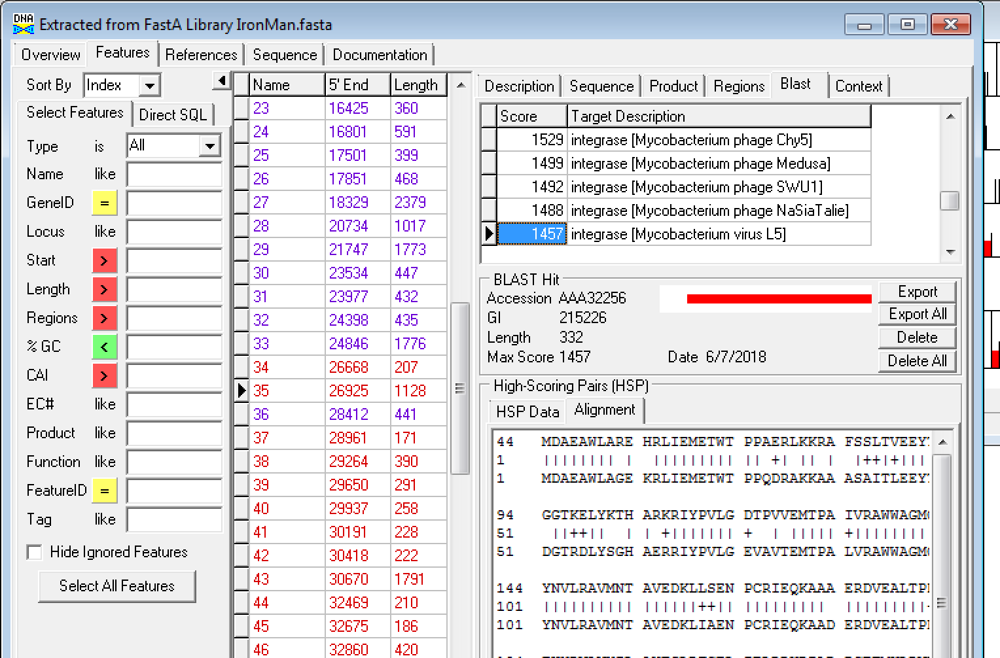 DNA Extracted from FastA Library IronMan.fasta
Overview Features References Sequence Documentation
Sort By Index
Select Features Direct SQL
Type is All
Name like
GeneID =
Locus like
Start >
Length >
Regions >
% GC <
CAI >
EC# like
Product like
Function like
FeatureID =
Tag like
Hide Ignored Features
Select All Features
Name 5' End Length
23 16425 360
24 16801 591
25 17501 399
26 17851 468
27 18329 2379
28 20734 1017
29 21747 1773
30 23534 447
31 23977 432
32 24398 435
33 24846 1776
34 26668 207
35 26925 1128
36 28412 441
37 28961 171
38 29264 390
39 29650 291
40 29937 258
41 30191 228
42 30418 222
43 30670 1791
44 32469 210
45 32675 186
46 32860 420
Description Sequence Product Regions Blast Context
Score Target Description
1529 integrase [Mycobacterium phage Chy5]
1499 integrase [Mycobacterium phage Medusa]
1492 integrase [Mycobacterium phage SWU1]
1488 integrase [Mycobacterium phage NaSiaTalie]
1457 integrase [Mycobacterium virus L5]
BLAST Hit
Accession AAA32256
GI 215226
Length 332
Max Score 1457 Date 6/7/2018
Export
Export All
Delete
Delete All
High-Scoring Pairs (HSP)
HSP Data Alignment
44 MDAEAWLARE HRLIEMETWT PPAERLKKRA FSSLTVEEY
1 |||||||| | |||||||||| || +| || | |++|+|||
1 MDAEAWLAGE KRLIEMETWT PPQDRAKKAA ASAITLEEY
94 GGTKELYKTH ARKRIYPVLG DTPVVEMTPA IVRAWWAGM
51 ||++|| | | +||||||| + | ||||| +||||||||
51 DGTRDLYSGH AERRIYPVLG EVAVTEMTPA LVRAWWAGM
144 YNVLRAVMNT AVEDKLLSEN PCRIEQKAAA ERDVEALTP
101 |||||||||| ||||||++|| ||||||||| |||||||||
101 YNVLRAVMNT AVEDKLIAEN PCRIEQKAAD ERDVEALTP